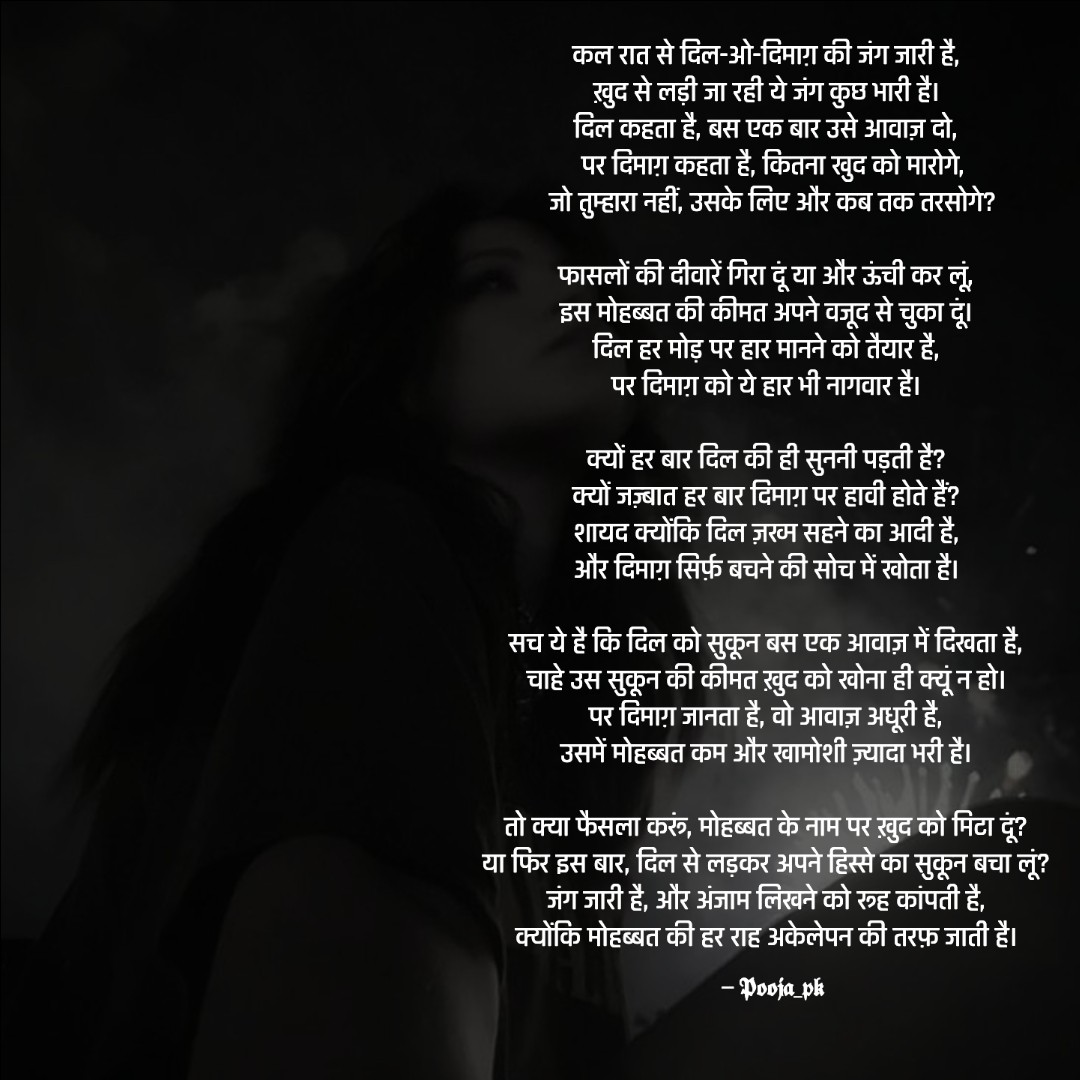 कल रात से दिल-ओ-दिमाग़ की जंग जारी है,
ख़ुद से लड़ी जा रही ये जंग कुछ भारी है।
दिल कहता है, बस एक बार उसे आवाज़ दो,
पर दिमाग़ कहता है, कितना खुद को मारोगे,
जो तुम्हारा नहीं, उसके लिए और कब तक तरसोगे?
फासलों की दीवारें गिरा दूं या और ऊंची कर लूं,
इस मोहब्बत की कीमत अपने वजूद से चुका दूं।
दिल हर मोड़ पर हार मानने को तैयार है,
पर दिमाग़ को ये हार भी नागवार है।
क्यों हर बार दिल की ही सुननी पड़ती है?
क्यों जज़्बात हर बार दिमाग़ पर हावी होते हैं?
शायद क्योंकि दिल ज़ख्म सहने का आदी है,
और दिमाग़ सिर्फ़ बचने की सोच में खोता है।
सच ये है कि दिल को सुकून बस एक आवाज़ में दिखता है,
चाहे उस सुकून की कीमत ख़ुद को खोना ही क्यूं न हो।
पर दिमाग़ जानता है, वो आवाज़ अधूरी है,
उसमें मोहब्बत कम और खामोशी ज़्यादा भरी है।
तो क्या फैसला करूं, मोहब्बत के नाम पर ख़ुद को मिटा दूं?
या फिर इस बार, दिल से लड़कर अपने हिस्से का सुकून बचा लूं?
जंग जारी है, और अंजाम लिखने को रूह कांपती है,
क्योंकि मोहब्बत की हर राह अकेलेपन की तरफ़ जाती है।
– Pooja_pk